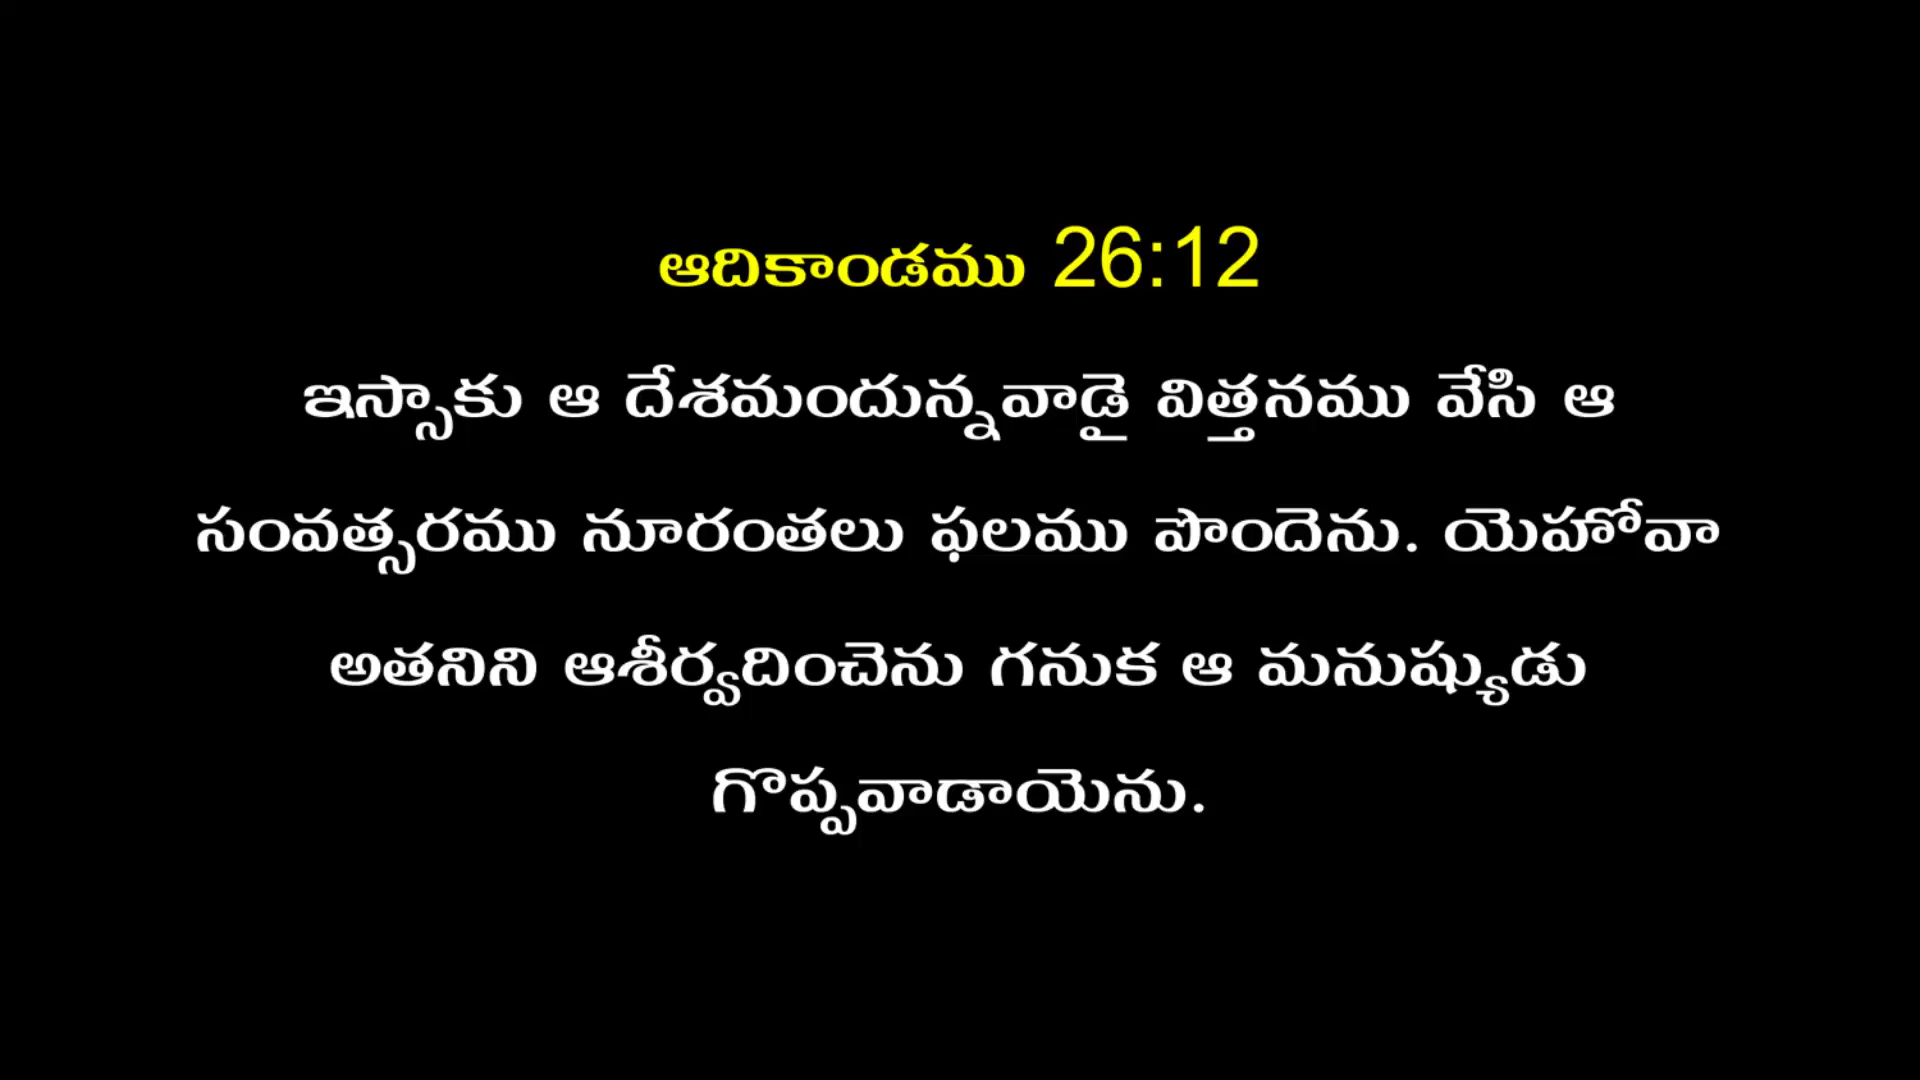 ఆదికాండము 26:12
ఇస్సాకు ఆ దేశమందున్నవాడై విత్తనము వేసి ఆ
సంవత్సరము నూరంతలు ఫలము పొందెను. యెహోవా
అతనిని ఆశీర్వదించెను గనుక ఆ మనుష్యుడు
గొప్పవాడాయెను.